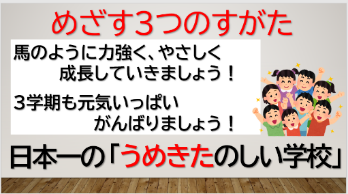 めざす3つのすがた
馬のように力強く、やさしく
成長していきましょう！
3学期も元気いっぱい
がんばりましょう！
日本一の「うめきたのしい学校」